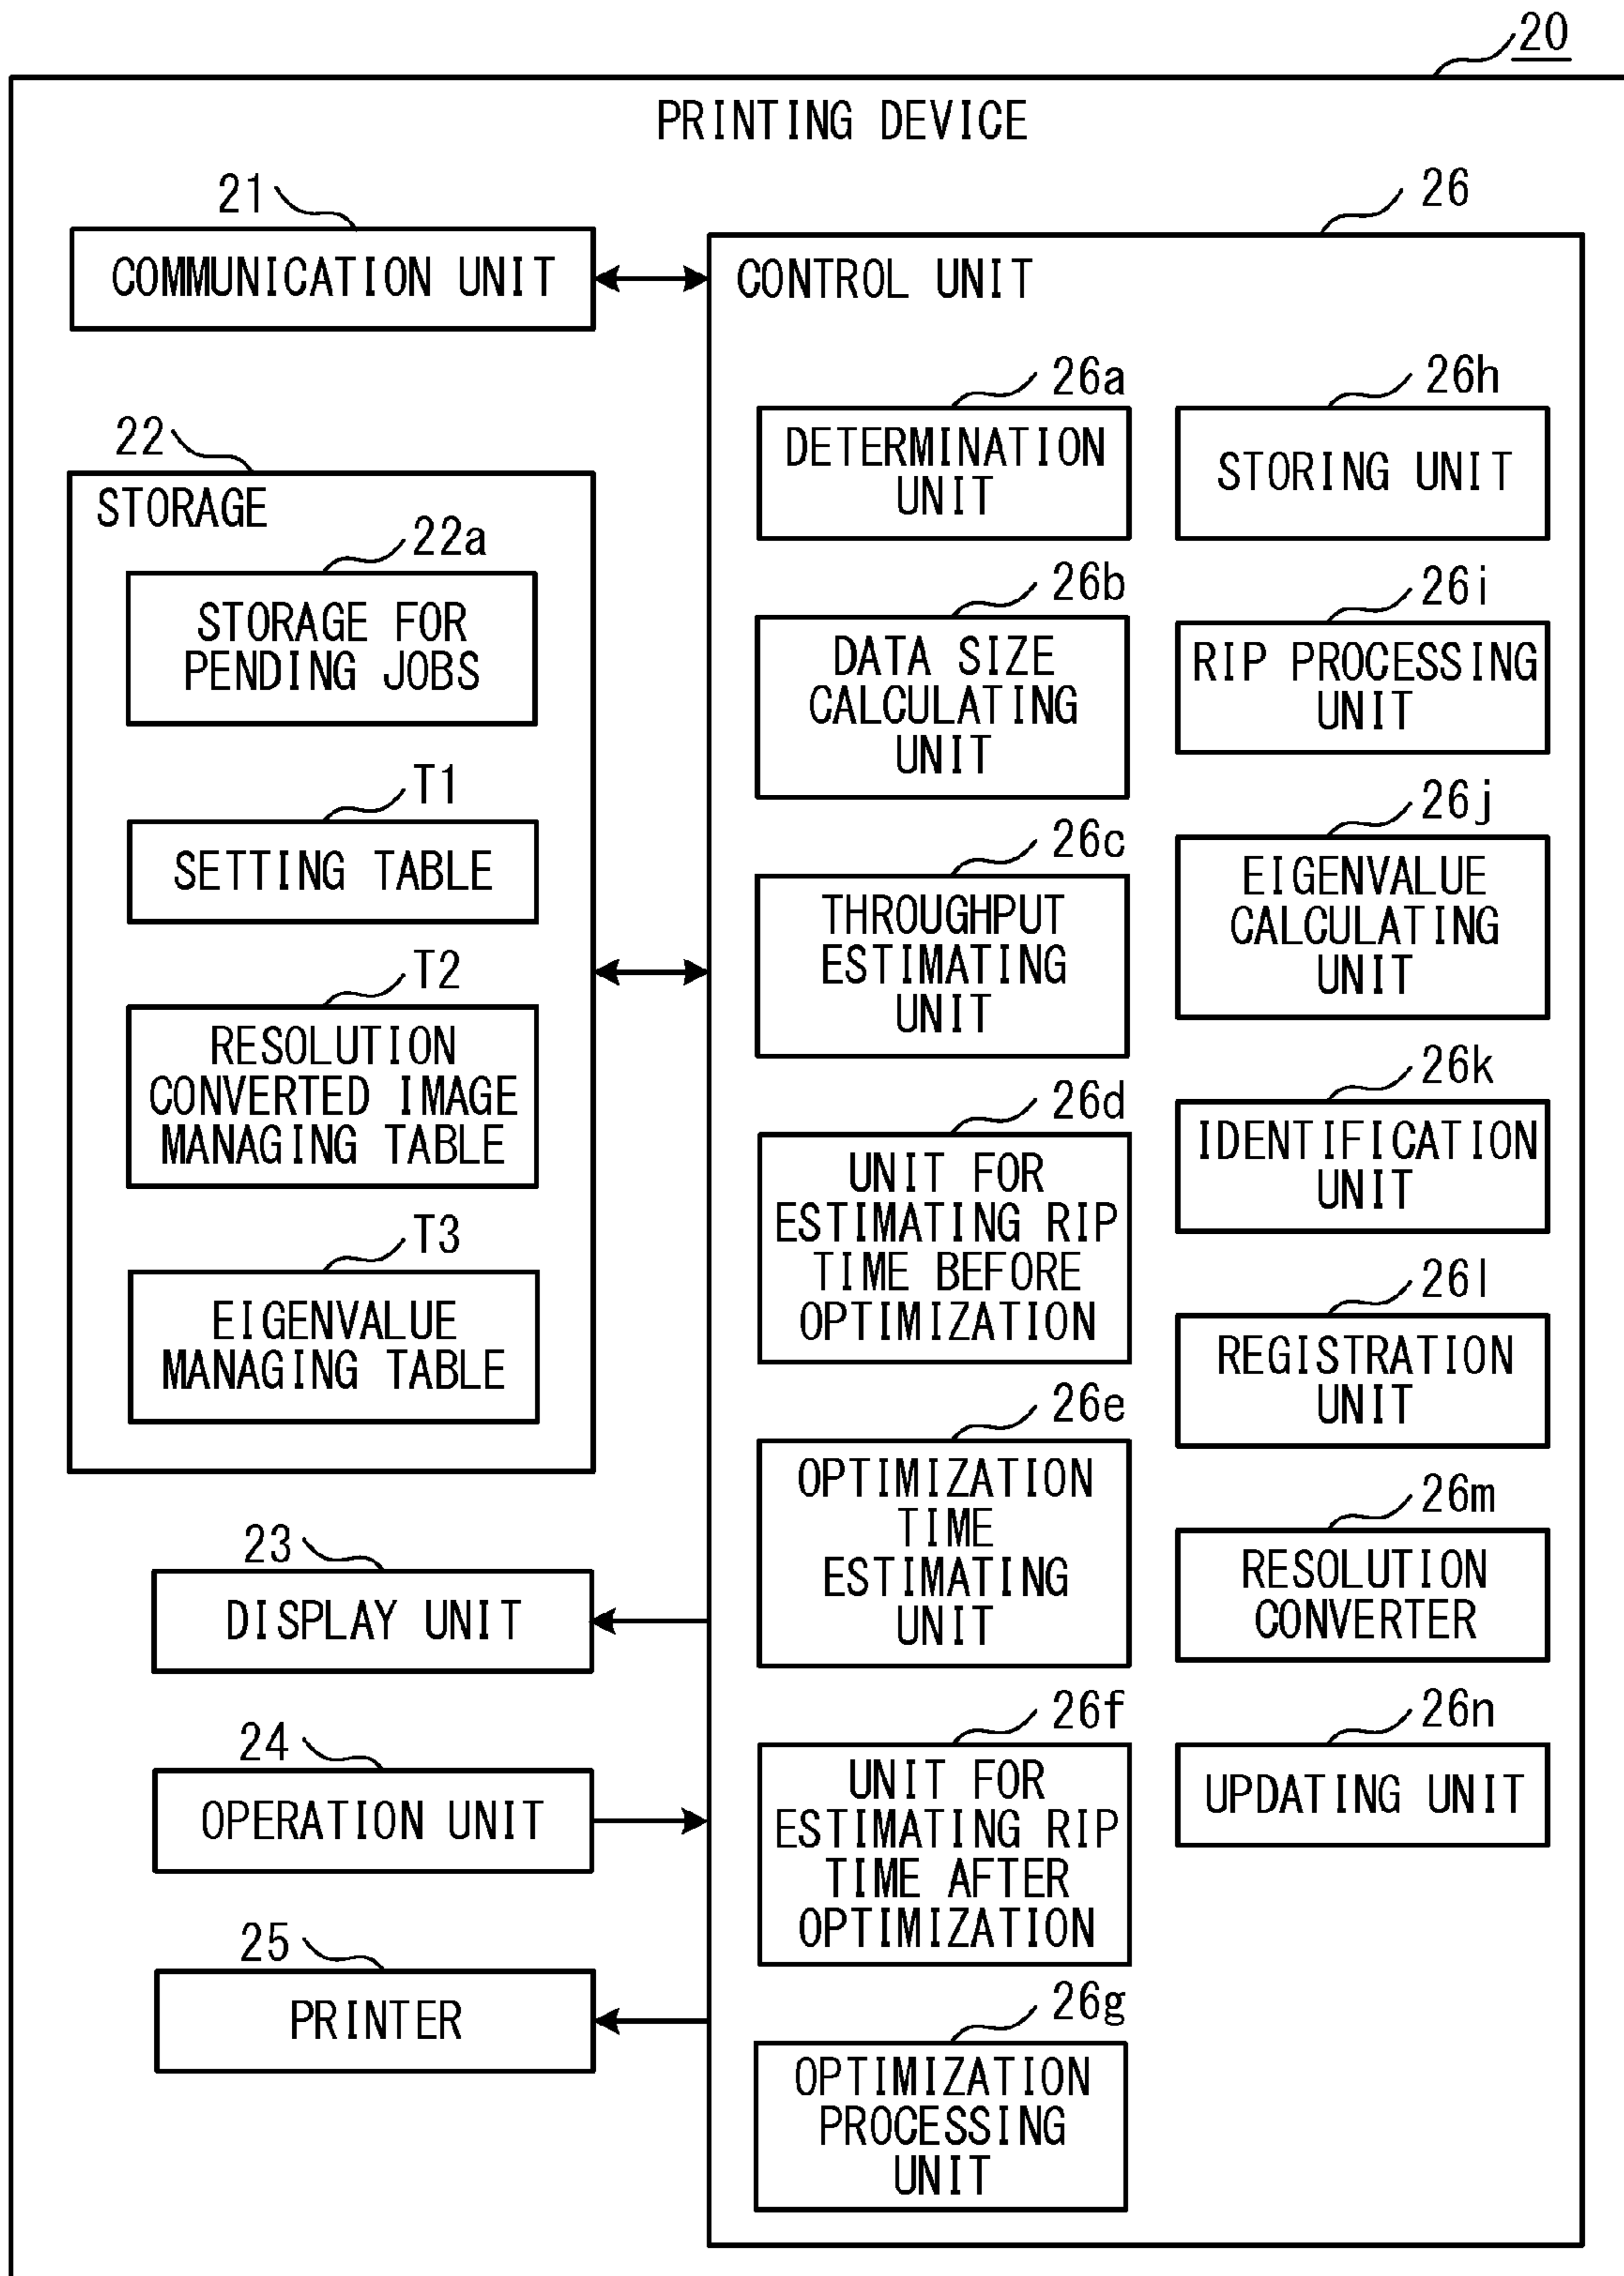 20
PRINTING DEVICE
21
COMMUNICATION UNIT
22
STORAGE
22a
STORAGE FOR
PENDING JOBS
T1
SETTING TABLE
T2
RESOLUTION
CONVERTED IMAGE
MANAGING TABLE
T3
EIGENVALUE
MANAGING TABLE
23
DISPLAY UNIT
24
OPERATION UNIT
25
PRINTER
26
CONTROL UNIT
26a
DETERMINATION
UNIT
26b
DATA SIZE
CALCULATING
UNIT
26c
THROUGHPUT
ESTIMATING
UNIT
26d
UNIT FOR
ESTIMATING RIP
TIME BEFORE
OPTIMIZATION
26e
OPTIMIZATION
TIME
ESTIMATING
UNIT
26f
UNIT FOR
ESTIMATING RIP
TIME AFTER
OPTIMIZATION
26g
OPTIMIZATION
PROCESSING
UNIT
26h
STORING UNIT
26i
RIP PROCESSING
UNIT
26j
EIGENVALUE
CALCULATING
UNIT
26k
IDENTIFICATION
UNIT
26l
REGISTRATION
UNIT
26m
RESOLUTION
CONVERTER
26n
UPDATING UNIT